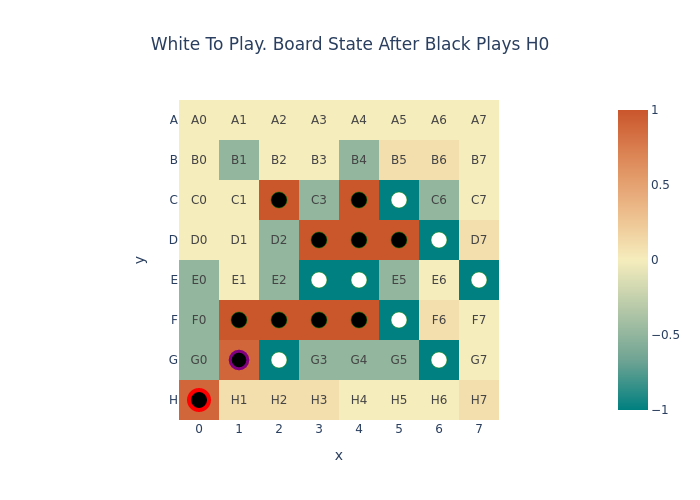 White To Play. Board State After Black Plays H0
A A0 A1 A2 A3 A4 A5 A6 A7
B B0 B1 B2 B3 B4 B5 B6 B7
C C0 C1 C3 C6 C7
D D0 D1 D2 D7
E E0 E1 E2 E5 E6
F F0 F6 F7
G G0 G3 G4 G5 G7
H H1 H2 H3 H4 H5 H6 H7
0 1 2 3 4 5 6 7
x
y
1
0.5
0
−0.5
−1